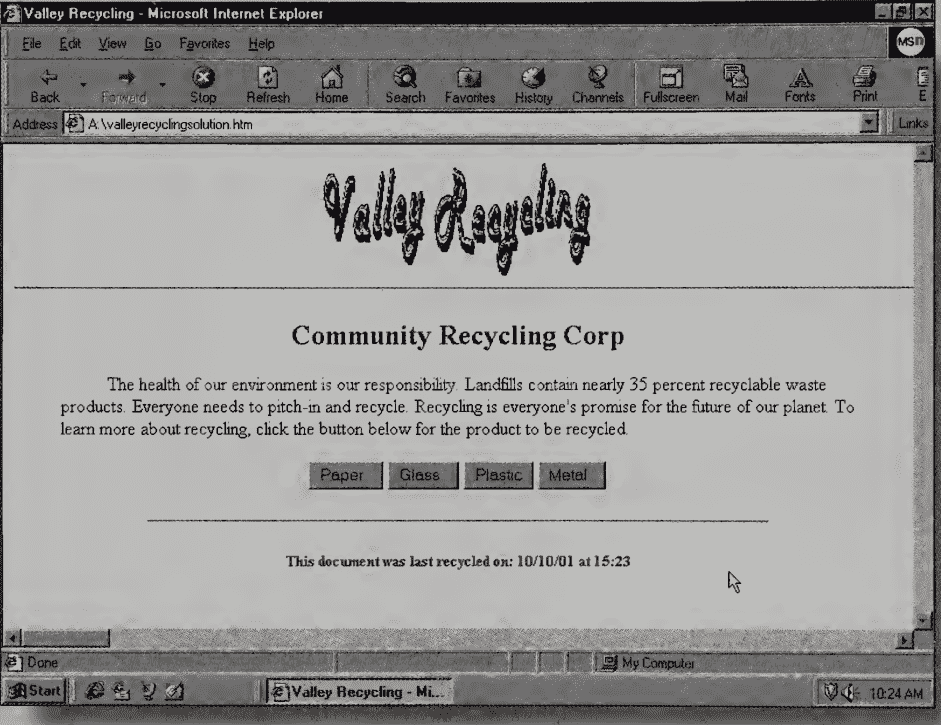 Valley Recycling - Microsoft Internet Explorer
File Edit View Go Favorites Help
MSn
Back Forward Stop Refresh Home Search Favorites History Channels Fullscreen Mail Fonts Print E
Address A:\valleyrecyclingsolution.htm Links
Valley Recycling
Community Recycling Corp
The health of our environment is our responsibility. Landfills contain nearly 35 percent recyclable waste
products. Everyone needs to pitch-in and recycle. Recycling is everyone's promise for the future of our planet. To
learn more about recycling, click the button below for the product to be recycled.
Paper Glass Plastic Metal
This document was last recycled on: 10/10/01 at 15:23
Done My Computer
Start Valley Recycling - Mi... 10:24 AM